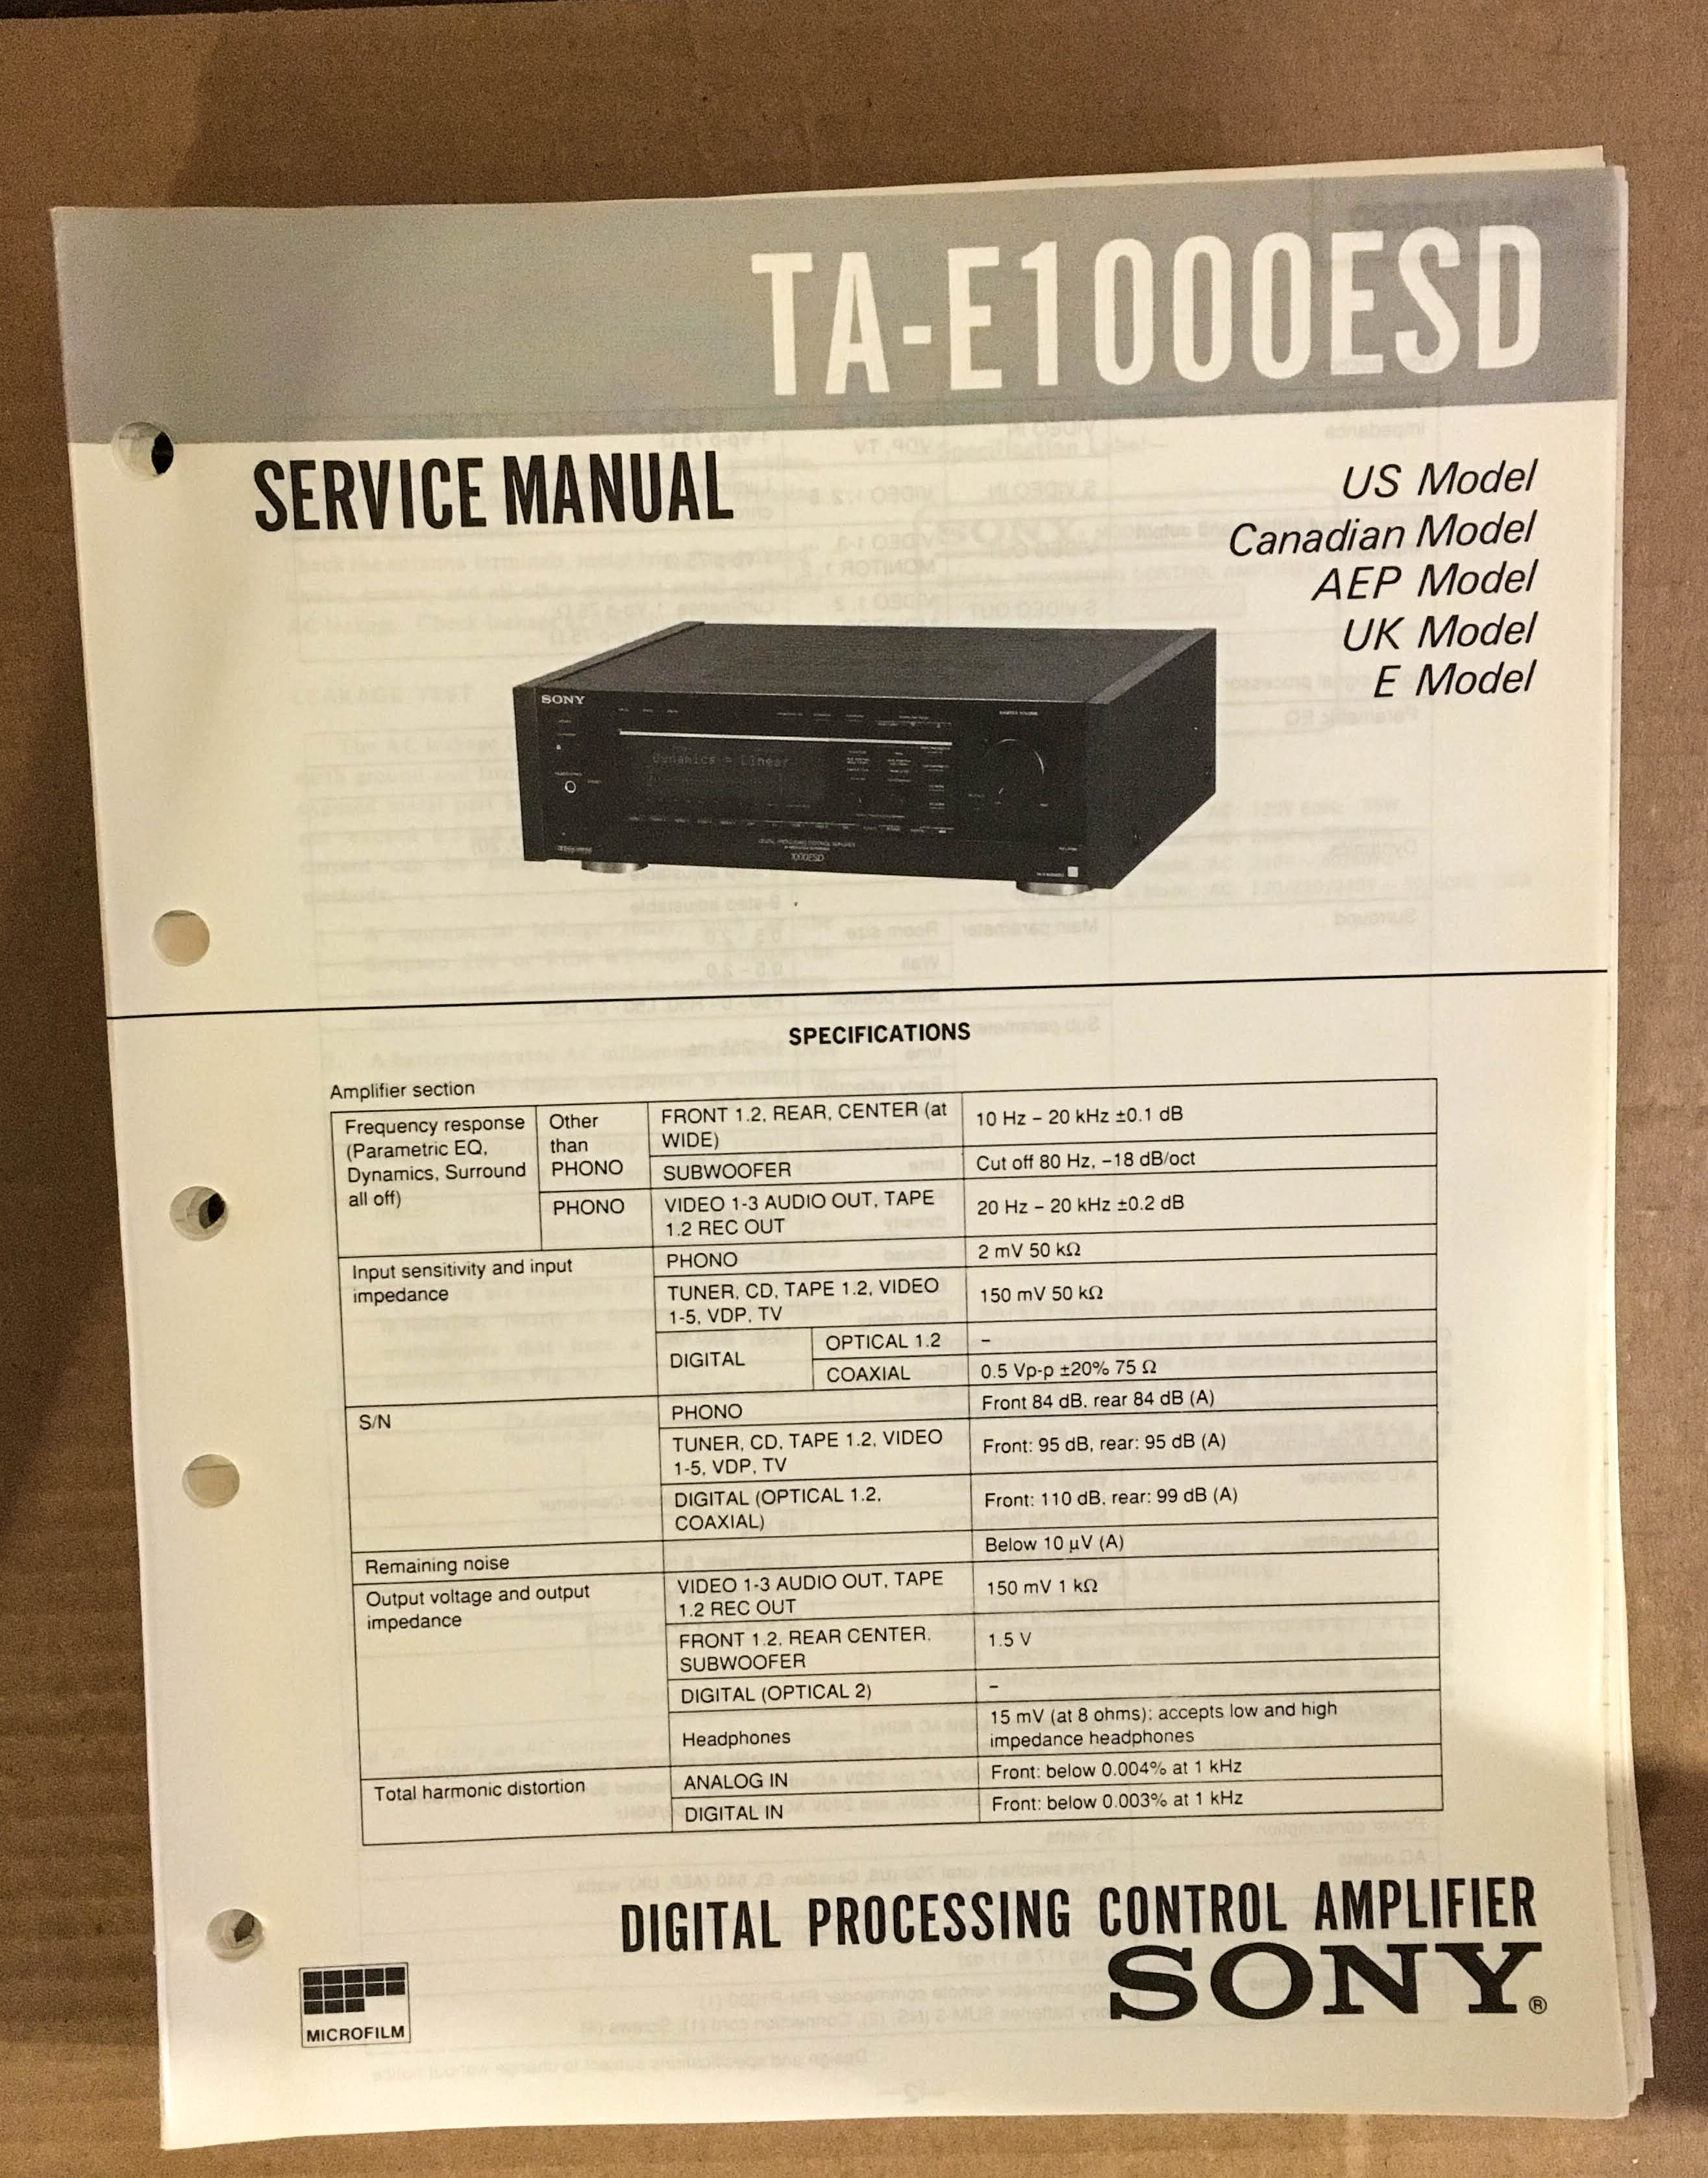 TA-E1000ESD
SERVICE MANUAL
US Model
Canadian Model
AEP Model
UK Model
E Model
SONY
Dynamics = Linear
1000ESD
SPECIFICATIONS
Amplifier section
Frequency response
(Parametric EQ,
Dynamics, Surround
all off)
Other
than
PHONO
FRONT 1.2, REAR, CENTER (at
WIDE)
10 Hz – 20 kHz ±0.1 dB
SUBWOOFER
Cut off 80 Hz, –18 dB/oct
PHONO
VIDEO 1-3 AUDIO OUT, TAPE
1.2 REC OUT
20 Hz – 20 kHz ±0.2 dB
Input sensitivity and input
impedance
PHONO
2 mV 50 kΩ
TUNER, CD, TAPE 1.2, VIDEO
1-5, VDP, TV
150 mV 50 kΩ
DIGITAL
OPTICAL 1.2
–
COAXIAL
0.5 Vp-p ±20% 75 Ω
S/N
PHONO
Front 84 dB, rear 84 dB (A)
TUNER, CD, TAPE 1.2, VIDEO
1-5, VDP, TV
Front: 95 dB, rear: 95 dB (A)
DIGITAL (OPTICAL 1.2,
COAXIAL)
Front: 110 dB, rear: 99 dB (A)
Remaining noise
Below 10 µV (A)
Output voltage and output
impedance
VIDEO 1-3 AUDIO OUT, TAPE
1.2 REC OUT
150 mV 1 kΩ
FRONT 1.2, REAR CENTER,
SUBWOOFER
1.5 V
DIGITAL (OPTICAL 2)
–
Headphones
15 mV (at 8 ohms); accepts low and high
impedance headphones
Total harmonic distortion
ANALOG IN
Front: below 0.004% at 1 kHz
DIGITAL IN
Front: below 0.003% at 1 kHz
DIGITAL PROCESSING CONTROL AMPLIFIER
SONY®
MICROFILM